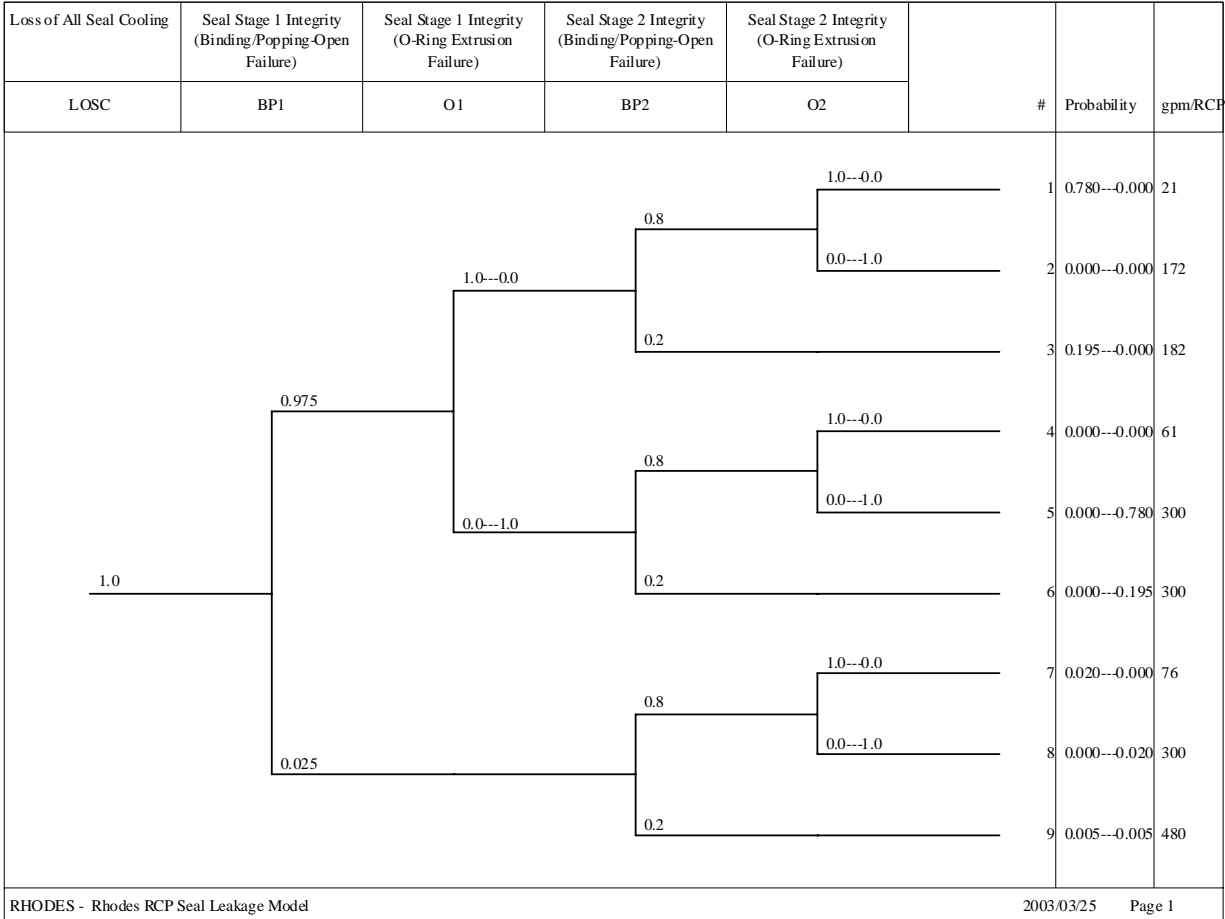 Loss of All Seal Cooling
Seal Stage 1 Integrity
(Binding/Popping-Open
Failure)
Seal Stage 1 Integrity
(O-Ring Extrusion
Failure)
Seal Stage 2 Integrity
(Binding/Popping-Open
Failure)
Seal Stage 2 Integrity
(O-Ring Extrusion
Failure)
LOSC BP1 O1 BP2 O2 # Probability gpm/RCP
1.0---0.0
1 0.780---0.000 21
0.8
0.0---1.0
2 0.000---0.000 172
1.0---0.0
0.2
3 0.195---0.000 182
0.975
1.0---0.0
4 0.000---0.000 61
0.8
0.0---1.0
5 0.000---0.780 300
0.0---1.0
1.0
0.2
6 0.000---0.195 300
1.0---0.0
7 0.020---0.000 76
0.8
0.0---1.0
8 0.000---0.020 300
0.025
0.2
9 0.005---0.005 480
RHODES - Rhodes RCP Seal Leakage Model 2003/03/25 Page 1